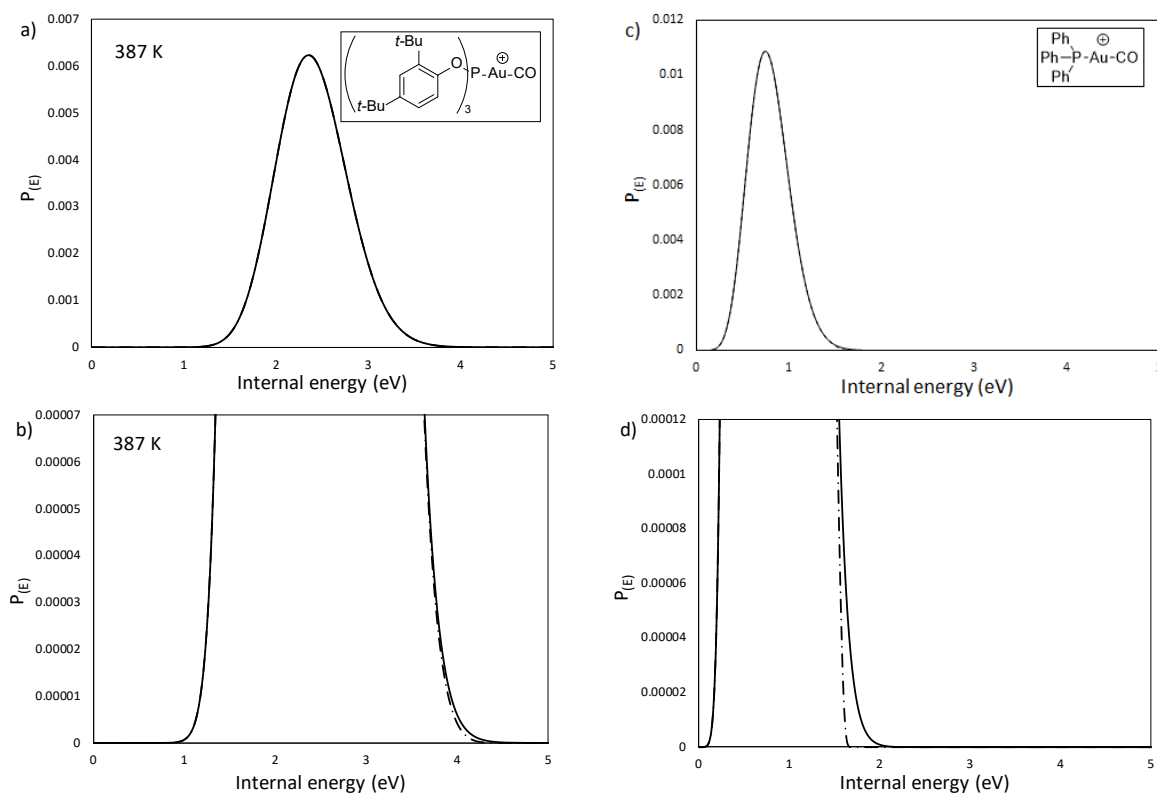 a)
387 K
t-Bu
O
P-Au-CO
⊕
t-Bu
3
0.007
0.006
0.005
0.004
0.003
0.002
0.001
0
P(E)
0 1 2 3 4 5
Internal energy (eV)
c)
Ph
Ph-P-Au-CO
⊕
Ph
0.012
0.01
0.008
0.006
0.004
0.002
0
P(E)
0 1 2 3 4 5
Internal energy (eV)
b)
387 K
0.00007
0.00006
0.00005
0.00004
0.00003
0.00002
0.00001
0
P(E)
0 1 2 3 4 5
Internal energy (eV)
d)
0.00012
0.0001
0.00008
0.00006
0.00004
0.00002
0
P(E)
0 1 2 3 4 5
Internal energy (eV)